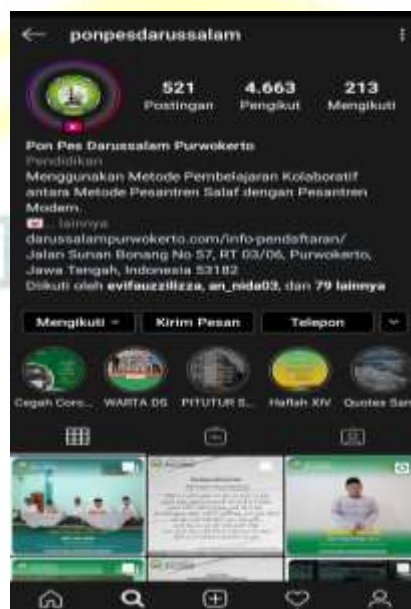 ponpesdarussalam
521 4.663 213
Postingan Pengikut Mengikuti
Pon Pes Darussalam Purwokerto
Pendidikan
Menggunakan Metode Pembelajaran Kolaboratif
antara Metode Pesantren Salaf dengan Pesantren
Modern.
... lainnya
darussalampurwokerto.com/info-pendaftaran/
Jalan Sunan Bonang No 57, RT 03/06, Purwokerto,
Jawa Tengah, Indonesia 53182
Diikuti oleh evifauzzilizza, an_nida03, dan 79 lainnya
Mengikuti Kirim Pesan Telepon
Cegah Coro... WARTA DS PITUTUR S... Haflah XIV Quotes San